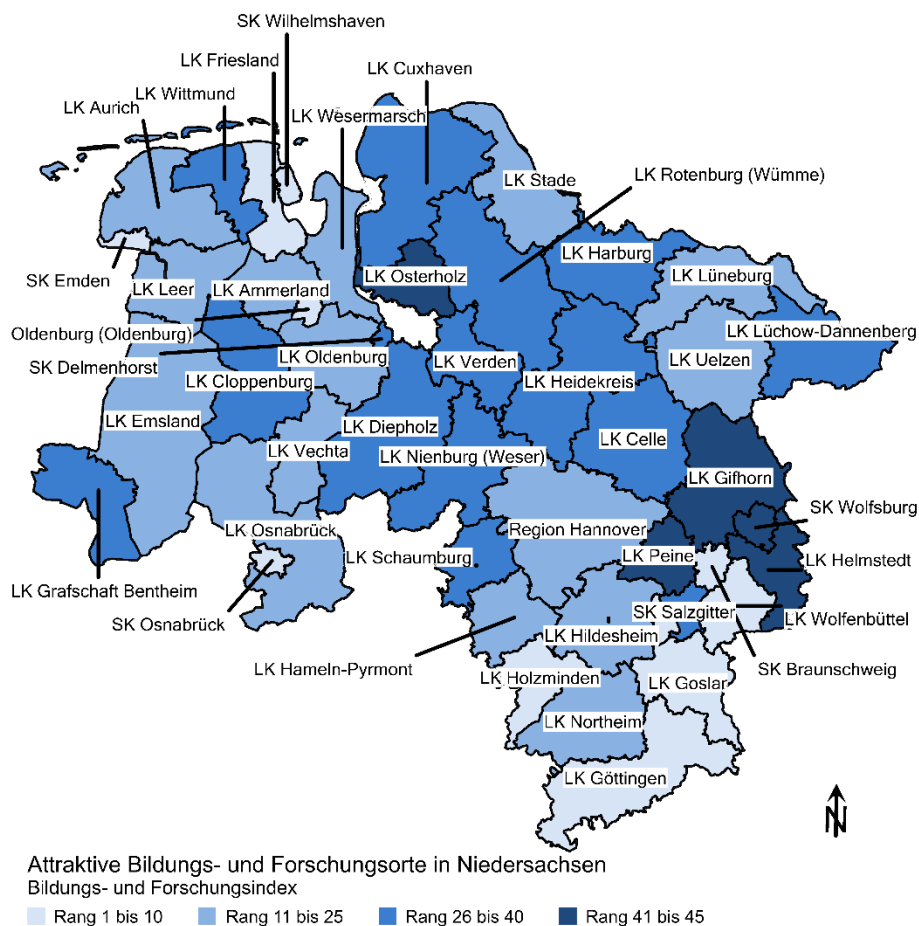 SK Wilhelmshaven
LK Friesland
LK Cuxhaven
LK Wittmund
LK Aurich
LK Wesermarsch
LK Stade
LK Rotenburg (Wümme)
LK Harburg
SK Emden
LK Leer
LK Ammerland
LK Osterholz
LK Lüneburg
Oldenburg (Oldenburg)
LK Lüchow-Dannenberg
SK Delmenhorst
LK Oldenburg
LK Verden
LK Uelzen
LK Cloppenburg
LK Heidekreis
LK Emsland
LK Diepholz
LK Celle
LK Vechta
LK Nienburg (Weser)
LK Gifhorn
SK Wolfsburg
LK Osnabrück
Region Hannover
LK Schaumburg
LK Peine
LK Helmstedt
LK Grafschaft Bentheim
SK Osnabrück
SK Salzgitter
LK Wolfenbüttel
LK Hildesheim
LK Hameln-Pyrmont
SK Braunschweig
LK Holzminden
LK Goslar
LK Northeim
LK Göttingen
N
Attraktive Bildungs- und Forschungsorte in Niedersachsen
Bildungs- und Forschungsindex
Rang 1 bis 10
Rang 11 bis 25
Rang 26 bis 40
Rang 41 bis 45